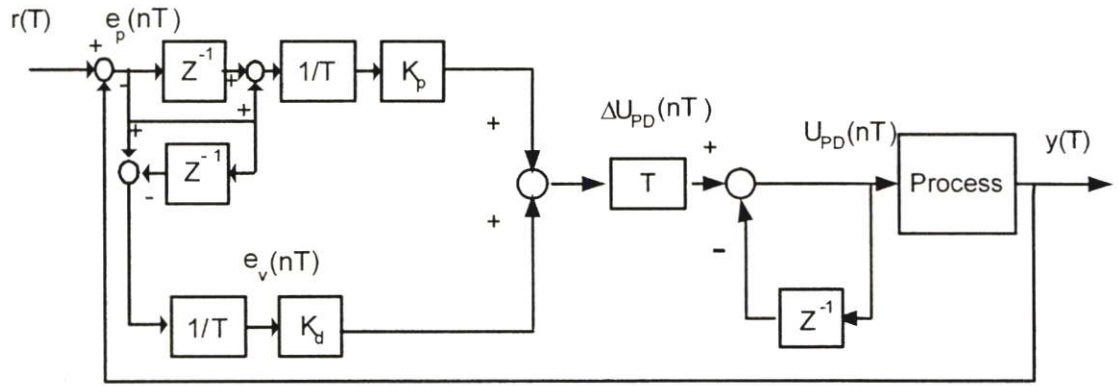 r(T)
e_p(nT)
+
Z^-1
+
1/T
K_p
-
+
+
Z^-1
-
+
ΔU_PD(nT)
+
U_PD(nT)
Process
y(T)
T
+
-
e_v(nT)
1/T
K_d
Z^-1